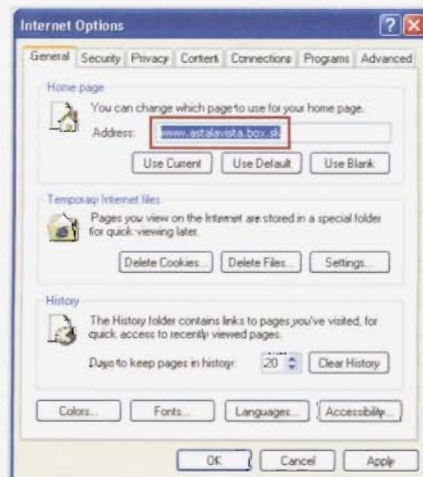 Internet Options
General Security Privacy Content Connections Programs Advanced
Home page
You can change which page to use for your home page.
Address: www.astalavista.box.sk
Use Current Use Default Use Blank
Temporary Internet files
Pages you view on the Internet are stored in a special folder
for quick viewing later.
Delete Cookies... Delete Files... Settings...
History
The History folder contains links to pages you've visited, for
quick access to recently viewed pages.
Days to keep pages in history: 20 Clear History
Colors... Fonts... Languages... Accessibility...
OK Cancel Apply